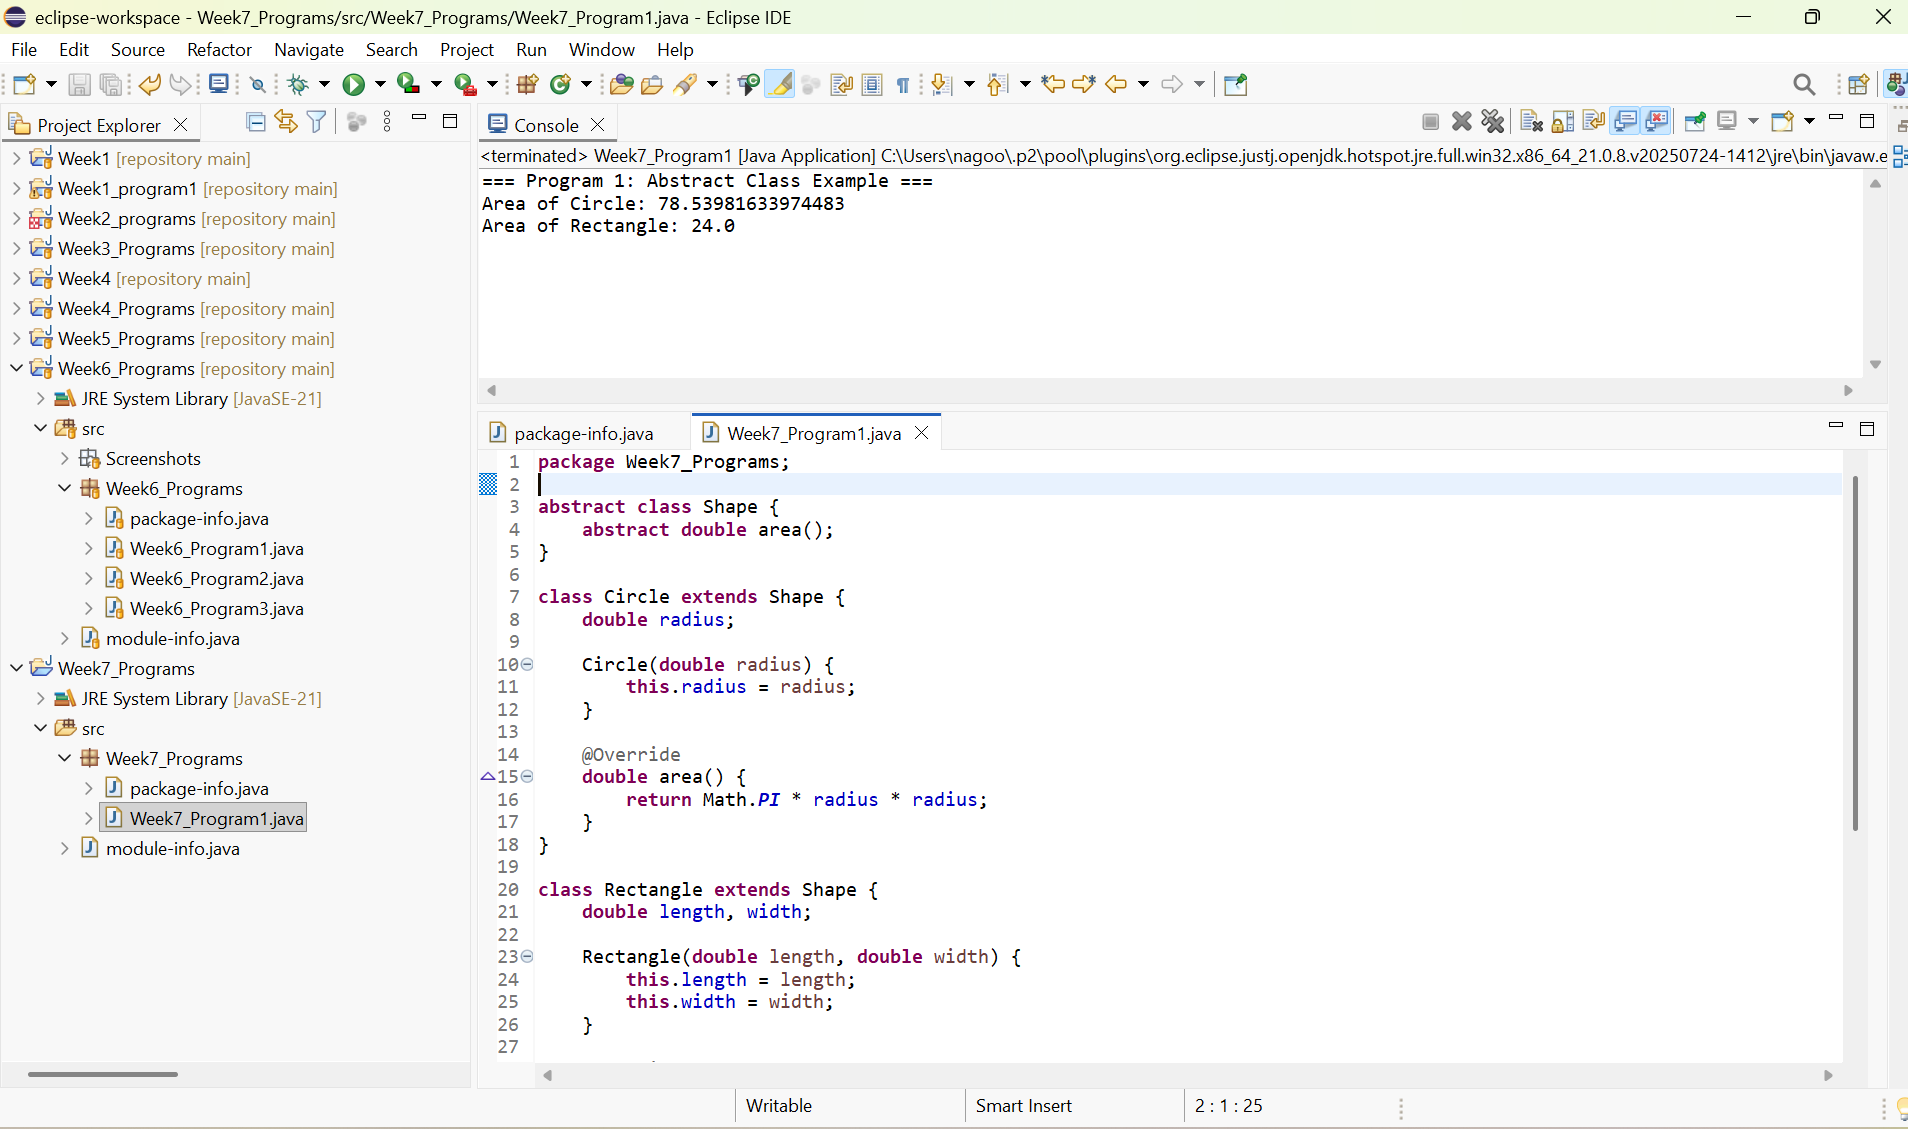 eclipse-workspace - Week7_Programs/src/Week7_Programs/Week7_Program1.java - Eclipse IDE
File Edit Source Refactor Navigate Search Project Run Window Help
Project Explorer
Week1 [repository main]
Week1_program1 [repository main]
Week2_programs [repository main]
Week3_Programs [repository main]
Week4 [repository main]
Week4_Programs [repository main]
Week5_Programs [repository main]
Week6_Programs [repository main]
JRE System Library [JavaSE-21]
src
Screenshots
Week6_Programs
package-info.java
Week6_Program1.java
Week6_Program2.java
Week6_Program3.java
module-info.java
Week7_Programs
JRE System Library [JavaSE-21]
src
Week7_Programs
package-info.java
Week7_Program1.java
module-info.java
Console
<terminated> Week7_Program1 [Java Application] C:\Users\nagoo\.p2\pool\plugins\org.eclipse.justj.openjdk.hotspot.jre.full.win32.x86_64_21.0.8.v20250724-1412\jre\bin\javaw.e
=== Program 1: Abstract Class Example ===
Area of Circle: 78.53981633974483
Area of Rectangle: 24.0
package-info.java Week7_Program1.java
1 package Week7_Programs;
2
3 abstract class Shape {
4 abstract double area();
5 }
6
7 class Circle extends Shape {
8 double radius;
9
10 Circle(double radius) {
11 this.radius = radius;
12 }
13
14 @Override
15 double area() {
16 return Math.PI * radius * radius;
17 }
18 }
19
20 class Rectangle extends Shape {
21 double length, width;
22
23 Rectangle(double length, double width) {
24 this.length = length;
25 this.width = width;
26 }
27
Writable Smart Insert 2 : 1 : 25